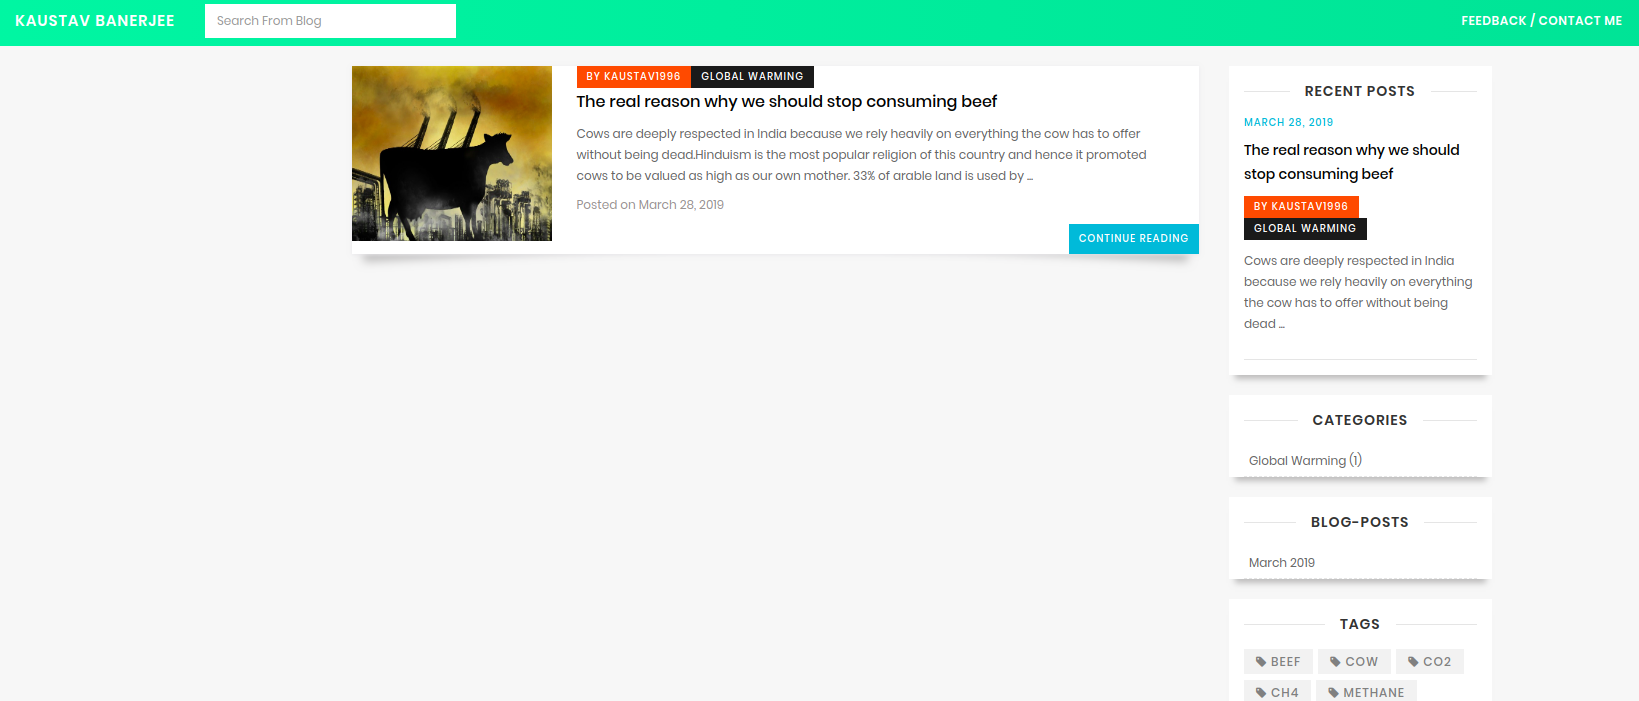 KAUSTAV BANERJEE
Search From Blog
FEEDBACK / CONTACT ME
BY KAUSTAV1996 GLOBAL WARMING
The real reason why we should stop consuming beef
Cows are deeply respected in India because we rely heavily on everything the cow has to offer
without being dead.Hinduism is the most popular religion of this country and hence it promoted
cows to be valued as high as our own mother. 33% of arable land is used by ...
Posted on March 28, 2019
CONTINUE READING
RECENT POSTS
MARCH 28, 2019
The real reason why we should
stop consuming beef
BY KAUSTAV1996
GLOBAL WARMING
Cows are deeply respected in India
because we rely heavily on everything
the cow has to offer without being
dead ...
CATEGORIES
Global Warming (1)
BLOG-POSTS
March 2019
TAGS
BEEF COW CO2
CH4 METHANE